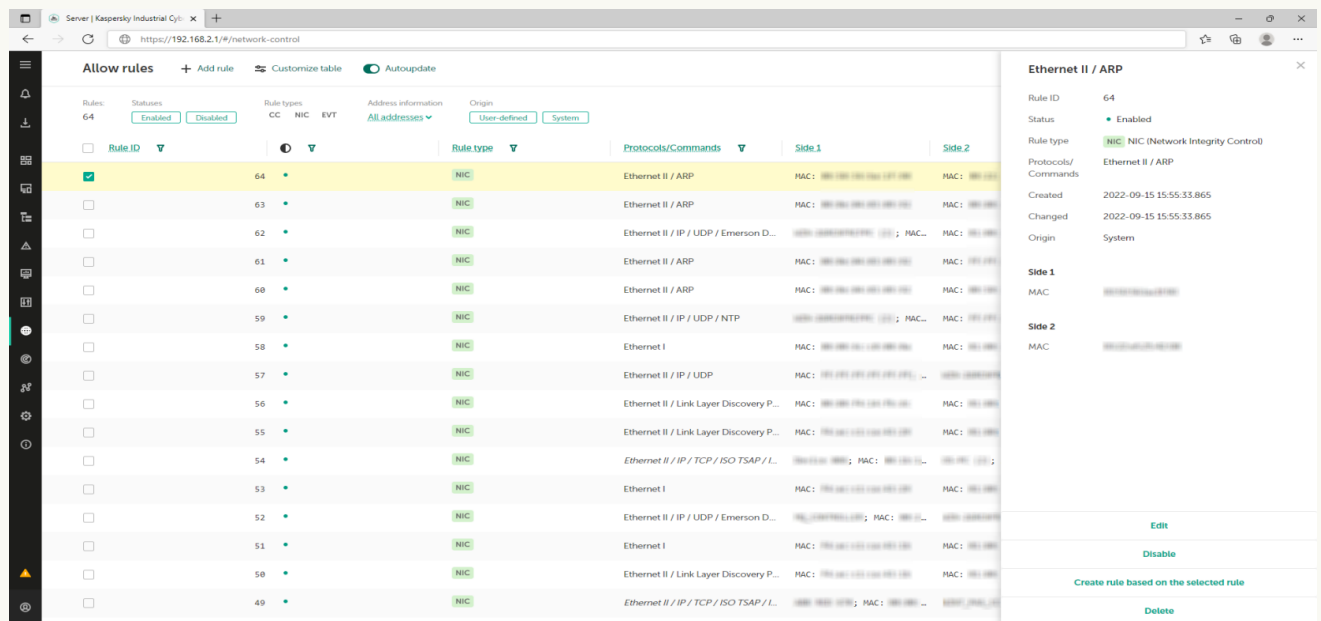 Server | Kaspersky Industrial Cyb
https://192.168.2.1/#/network-control
Allow rules + Add rule Customize table Autoupdate
Rules: Statuses Rule types Address information Origin
64 Enabled Disabled CC NIC EVT All addresses User-defined System
Rule ID Rule type Protocols/Commands Side 1 Side 2
64 NIC Ethernet II / ARP MAC: MAC:
63 NIC Ethernet II / ARP MAC: MAC:
62 NIC Ethernet II / IP / UDP / Emerson D... ; MAC... MAC:
61 NIC Ethernet II / ARP MAC: MAC:
60 NIC Ethernet II / ARP MAC: MAC:
59 NIC Ethernet II / IP / UDP / NTP ; MAC... MAC:
58 NIC Ethernet I MAC: MAC:
57 NIC Ethernet II / IP / UDP MAC: ...
56 NIC Ethernet II / Link Layer Discovery P... MAC: MAC:
55 NIC Ethernet II / Link Layer Discovery P... MAC: MAC:
54 NIC Ethernet II / IP / TCP / ISO TSAP / I... ; MAC: ... ;
53 NIC Ethernet I MAC: MAC:
52 NIC Ethernet II / IP / UDP / Emerson D... ; MAC: ...
51 NIC Ethernet I MAC: MAC:
50 NIC Ethernet II / Link Layer Discovery P... MAC: MAC:
49 NIC Ethernet II / IP / TCP / ISO TSAP / I... ; MAC: ...
Ethernet II / ARP
Rule ID 64
Status Enabled
Rule type NIC NIC (Network Integrity Control)
Protocols/ Ethernet II / ARP
Commands
Created 2022-09-15 15:55:33.865
Changed 2022-09-15 15:55:33.865
Origin System
Side 1
MAC
Side 2
MAC
Edit
Disable
Create rule based on the selected rule
Delete